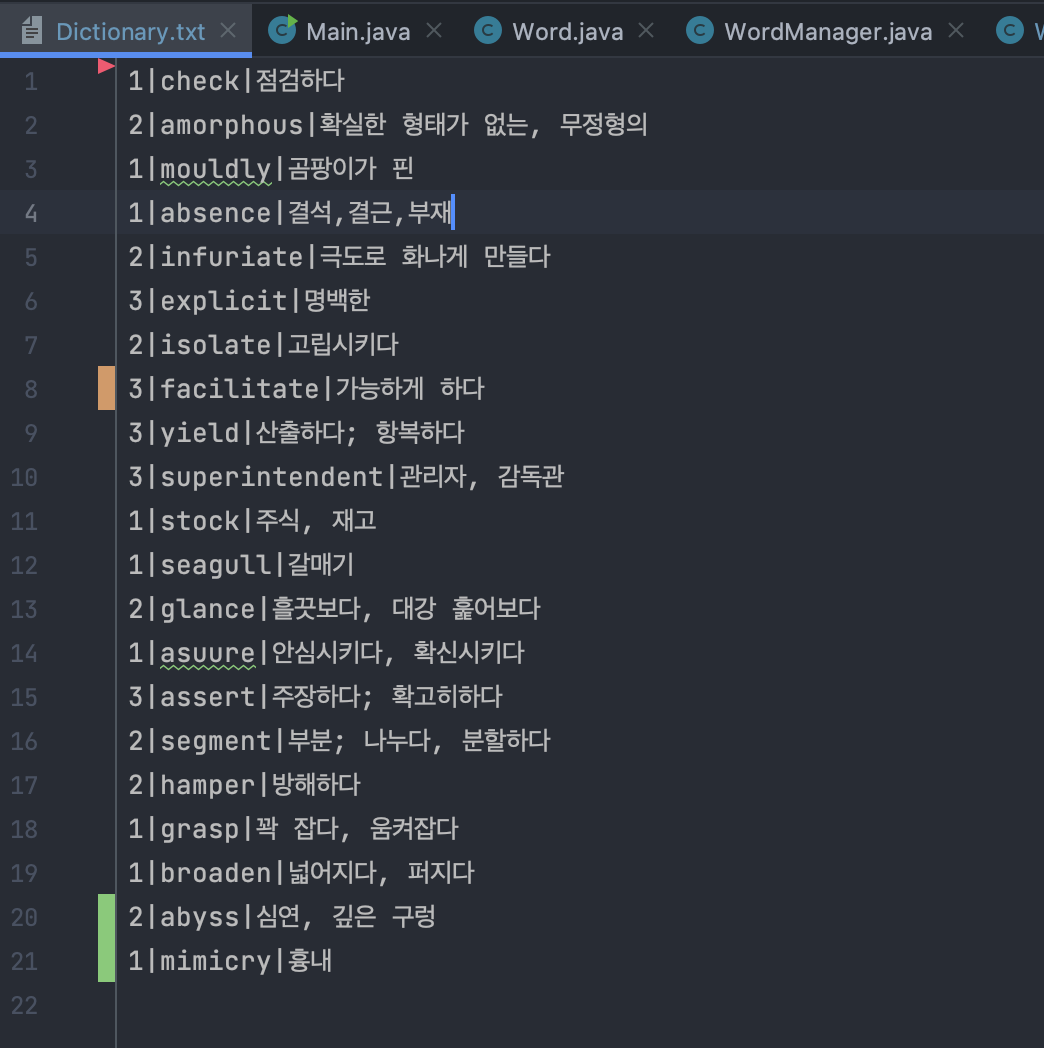 Dictionary.txt Main.java Word.java WordManager.java W
1 1|check|점검하다
2 2|amorphous|확실한 형태가 없는, 무정형의
3 1|mouldly|곰팡이가 핀
4 1|absence|결석,결근,부재
5 2|infuriate|극도로 화나게 만들다
6 3|explicit|명백한
7 2|isolate|고립시키다
8 3|facilitate|가능하게 하다
9 3|yield|산출하다; 항복하다
10 3|superintendent|관리자, 감독관
11 1|stock|주식, 재고
12 1|seagull|갈매기
13 2|glance|흘끗보다, 대강 훑어보다
14 1|asuure|안심시키다, 확신시키다
15 3|assert|주장하다; 확고히하다
16 2|segment|부분; 나누다, 분할하다
17 2|hamper|방해하다
18 1|grasp|꽉 잡다, 움켜잡다
19 1|broaden|넓어지다, 퍼지다
20 2|abyss|심연, 깊은 구렁
21 1|mimicry|흉내
22